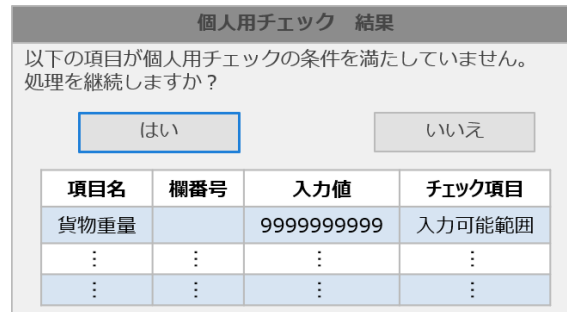 個人用チェック　結果
以下の項目が個人用チェックの条件を満たしていません。
処理を継続しますか？
はい いいえ
項目名 欄番号 入力値 チェック項目
貨物重量 9999999999 入力可能範囲
⋮ ⋮ ⋮ ⋮
⋮ ⋮ ⋮ ⋮